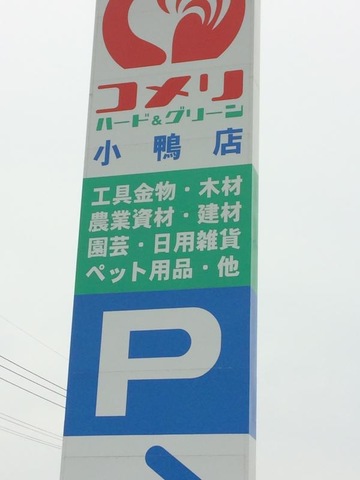 コメリ
ハード&グリーン
小鴨店
工具金物・木材
農業資材・建材
園芸・日用雑貨
ペット用品・他
P